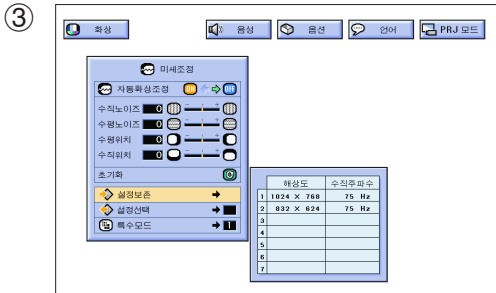 ③
화상 음성 옵션 언어 PRJ 모드
미세조정
자동화상조정 ON OFF
수직노이즈 0 - +
수평노이즈 0 - +
수평위치 0 - +
수직위치 0 - +
초기화
설정보존
설정선택
특수모드 1
해상도 수직주파수
1 1024 X 768 75 Hz
2 832 X 624 75 Hz
3
4
5
6
7